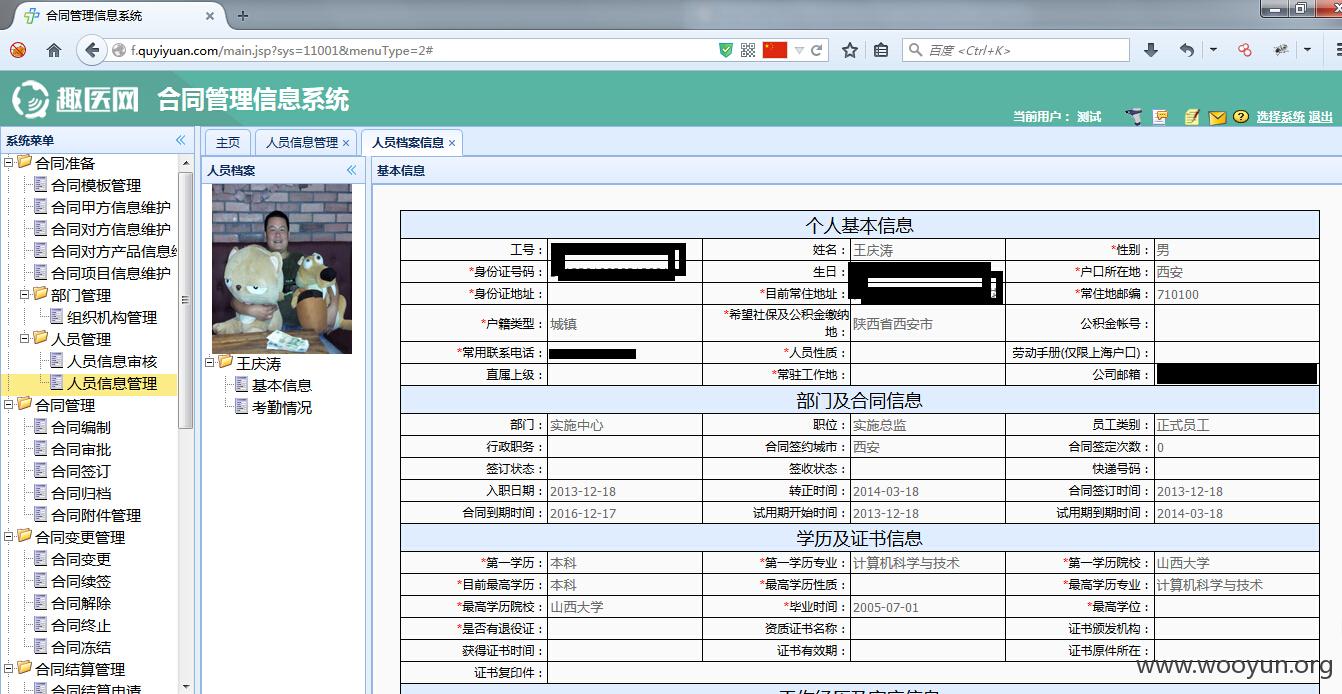 合同管理信息系统
f.quyiyuan.com/main.jsp?sys=11001&menuType=2#
百度 <Ctrl+K>
趣医网 合同管理信息系统
当前用户： 测试
选择系统 退出
系统菜单
主页
人员信息管理
人员档案信息
合同准备
合同模板管理
合同甲方信息维护
合同对方信息维护
合同对方产品信息
合同项目信息维护
部门管理
组织机构管理
人员管理
人员信息审核
人员信息管理
合同管理
合同编制
合同审批
合同签订
合同归档
合同附件管理
合同变更管理
合同变更
合同续签
合同解除
合同终止
合同冻结
合同结算管理
合同结算申请
人员档案
王庆涛
基本信息
考勤情况
基本信息
个人基本信息
工号： 姓名： 王庆涛 *性别： 男
*身份证号码： 生日： *户口所在地： 西安
*身份证地址： *目前常住地址： *常住地邮编： 710100
*户籍类型： 城镇 *希望社保及公积金缴纳地： 陕西省西安市 公积金帐号：
*常用联系电话： *人员性质： 劳动手册(仅限上海户口)：
直属上级： *常驻工作地： 公司邮箱：
部门及合同信息
部门： 实施中心 职位： 实施总监 员工类别： 正式员工
行政职务： 合同签约城市： 西安 合同签定次数： 0
签订状态： 签收状态： 快递号码：
入职日期： 2013-12-18 转正时间： 2014-03-18 合同签订时间： 2013-12-18
合同到期时间： 2016-12-17 试用期开始时间： 2013-12-18 试用期到期时间： 2014-03-18
学历及证书信息
*第一学历： 本科 *第一学历专业： 计算机科学与技术 *第一学历院校： 山西大学
*目前最高学历： 本科 *最高学历性质： *最高学历专业： 计算机科学与技术
*最高学历院校： 山西大学 *毕业时间： 2005-07-01 *最高学位：
*是否有退役证： 资质证书名称： 证书颁发机构：
获得证书时间： 证书有效期： 证书原件所在：
证书复印件：
www.wooyun.org